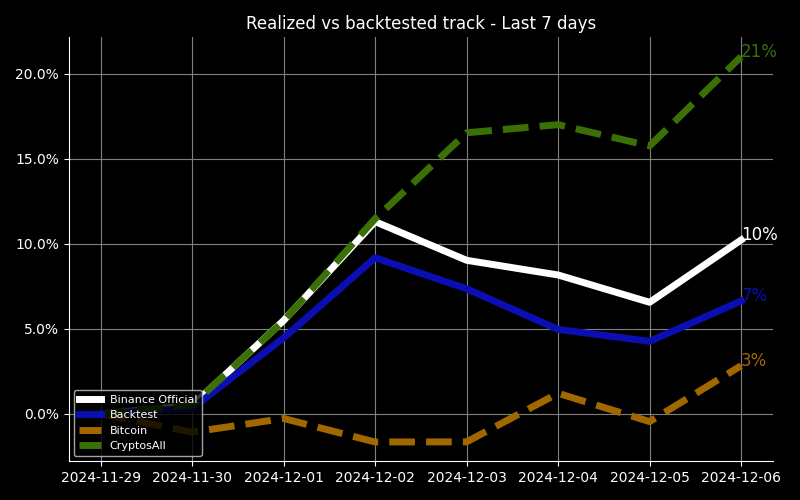 Realized vs backtested track - Last 7 days
21%
20.0%
15.0%
10.0%
10%
7%
5.0%
3%
0.0%
Binance Official
Backtest
Bitcoin
CryptosAll
2024-11-29 2024-11-30 2024-12-01 2024-12-02 2024-12-03 2024-12-04 2024-12-05 2024-12-06